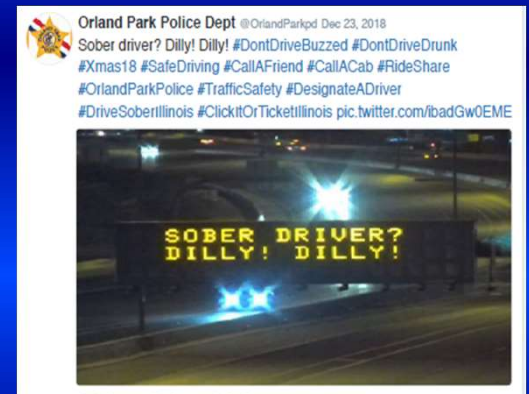 Orland Park Police Dept @OrlandParkpd Dec 23, 2018
Sober driver? Dilly! Dilly! #DontDriveBuzzed #DontDriveDrunk
#Xmas18 #SafeDriving #CallAFriend #CallACab #RideShare
#OrlandParkPolice #TrafficSafety #DesignateADriver
#DriveSoberIllinois #ClickItOrTicketIllinois pic.twitter.com/ibadGw0EME
SOBER DRIVER?
DILLY! DILLY!